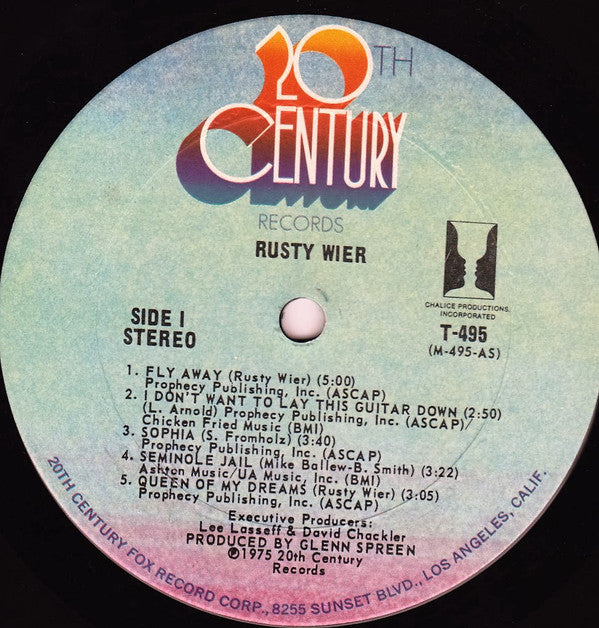 20TH
CENTURY
RECORDS
RUSTY WIER
CHALICE PRODUCTIONS,
INCORPORATED
SIDE I
STEREO
T-495
(M-495-AS)
1. FLY AWAY (Rusty Wier) (5:00)
Prophecy Publishing, Inc. (ASCAP)
2. I DON'T WANT TO LAY THIS GUITAR DOWN (2:50)
(L. Arnold) Prophecy Publishing, Inc. (ASCAP)/
Chicken Fried Music (BMI)
3. SOPHIA (S. Fromholz) (3:40)
Prophecy Publishing, Inc. (ASCAP)
4. SEMINOLE JAIL (Mike Ballew-B. Smith) (3:22)
Ashton Music/UA Music, Inc. (BMI)
5. QUEEN OF MY DREAMS (Rusty Wier) (3:05)
Prophecy Publishing, Inc. (ASCAP)
Executive Producers:
Lee Lasseff & David Chackler
PRODUCED BY GLENN SPREEN
℗1975 20th Century
Records
20TH CENTURY FOX RECORD CORP., 8255 SUNSET BLVD., LOS ANGELES, CALIF.